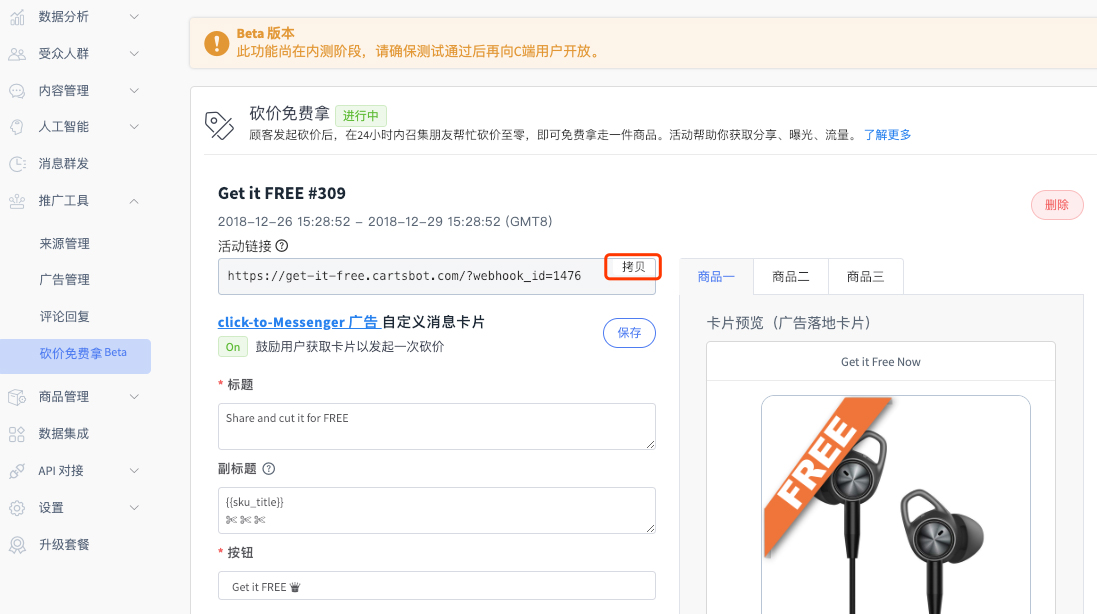 数据分析
受众人群
内容管理
人工智能
消息群发
推广工具
来源管理
广告管理
评论回复
砍价免费拿 Beta
商品管理
数据集成
API 对接
设置
升级套餐
Beta 版本
此功能尚在内测阶段，请确保测试通过后再向C端用户开放。
砍价免费拿 进行中
顾客发起砍价后，在24小时内召集朋友帮忙砍价至零，即可免费拿走一件商品。活动帮助你获取分享、曝光、流量。 了解更多
Get it FREE #309
删除
2018-12-26 15:28:52 - 2018-12-29 15:28:52 (GMT8)
活动链接
https://get-it-free.cartsbot.com/?webhook_id=1476
拷贝
click-to-Messenger 广告 自定义消息卡片
保存
On 鼓励用户获取卡片以发起一次砍价
* 标题
Share and cut it for FREE
副标题
{{sku_title}}
✄ ✄ ✄
* 按钮
Get it FREE
商品一
商品二
商品三
卡片预览（广告落地卡片）
Get it Free Now
FREE